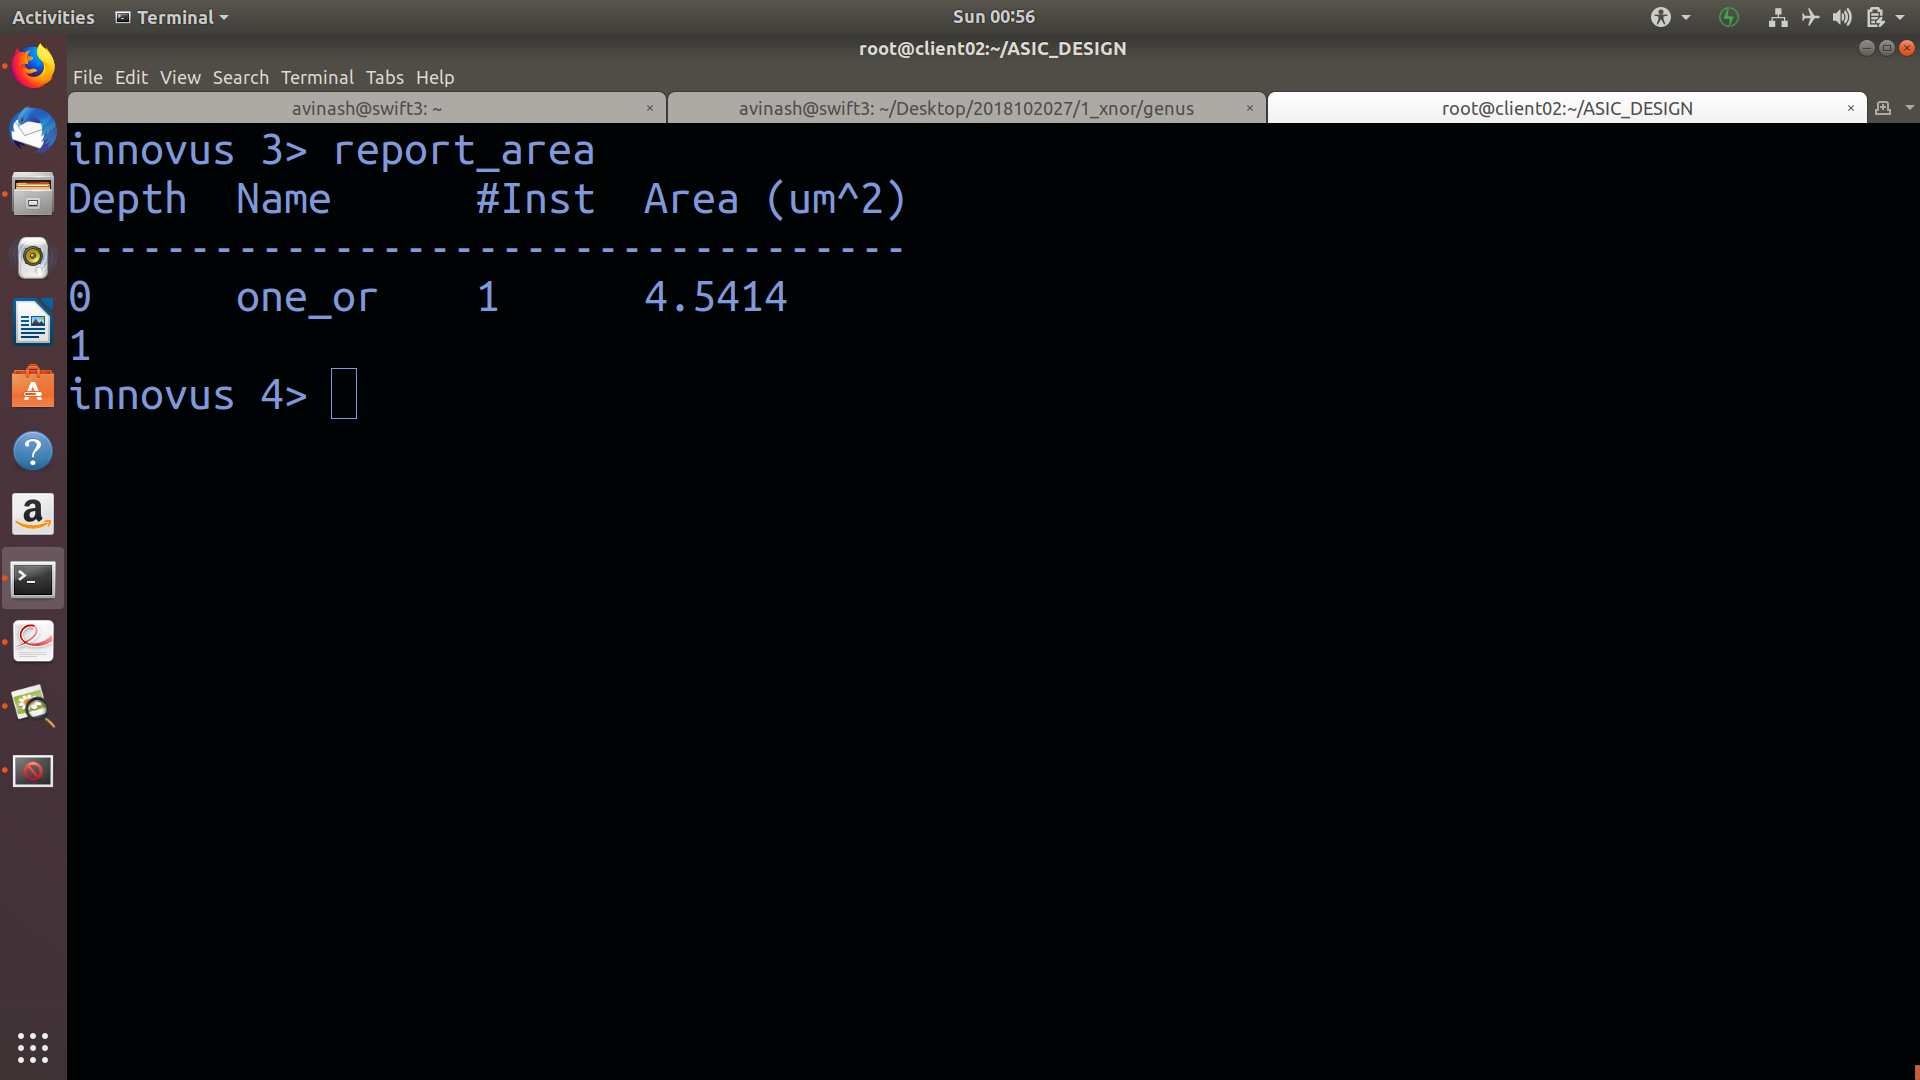 Activities Terminal Sun 00:56
root@client02:~/ASIC_DESIGN
File Edit View Search Terminal Tabs Help
avinash@swift3: ~ × avinash@swift3: ~/Desktop/2018102027/1_xnor/genus × root@client02:~/ASIC_DESIGN ×
innovus 3> report_area
Depth  Name      #Inst  Area (um^2)
-----------------------------------
0      one_or    1      4.5414
1
innovus 4>